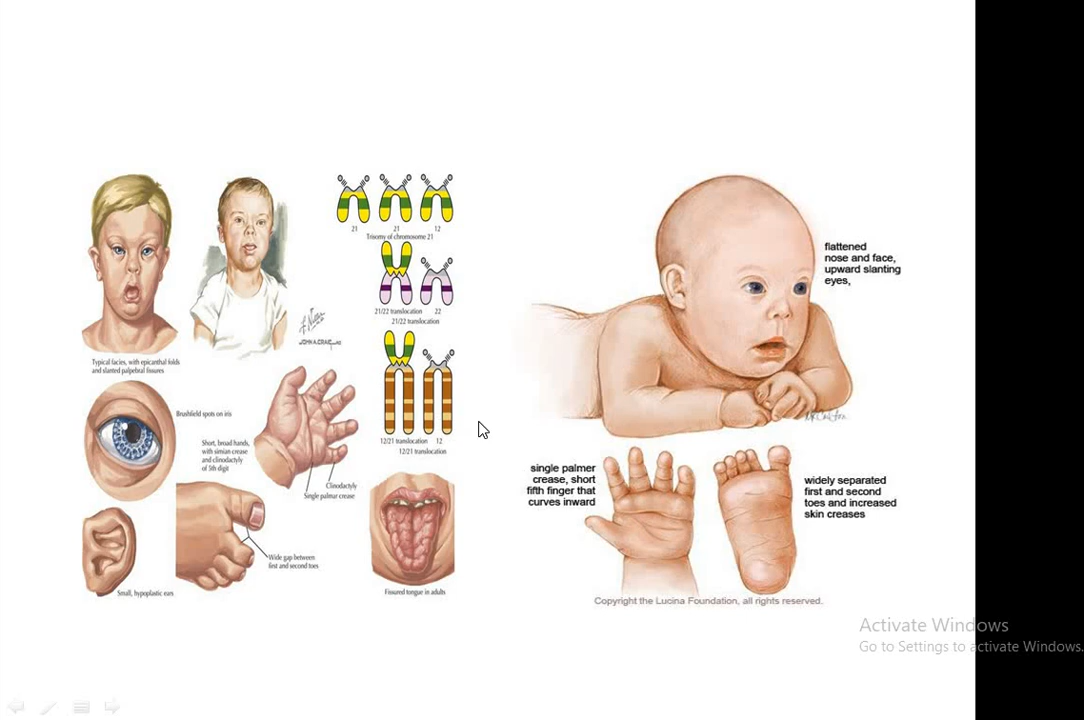 21
21
12
Trisomy of chromosome 21
21/22 translocation
22
21/22 translocation
12/21 translocation
12
12/21 translocation
JOHN A.CRAIG
Typical facies, with epicanthal folds
and slanted palpebral fissures
Brushfield spots on iris
Short, broad hands,
with simian crease
and clinodactyly
of 5th digit
Clinodactyly
Single palmar crease
Wide gap between
first and second toes
Small, hypoplastic ears
Fissured tongue in adults
flattened
nose and face,
upward slanting
eyes,
single palmer
crease, short
fifth finger that
curves inward
widely separated
first and second
toes and increased
skin creases
Copyright the Lucina Foundation, all rights reserved.
Activate Windows
Go to Settings to activate Windows.